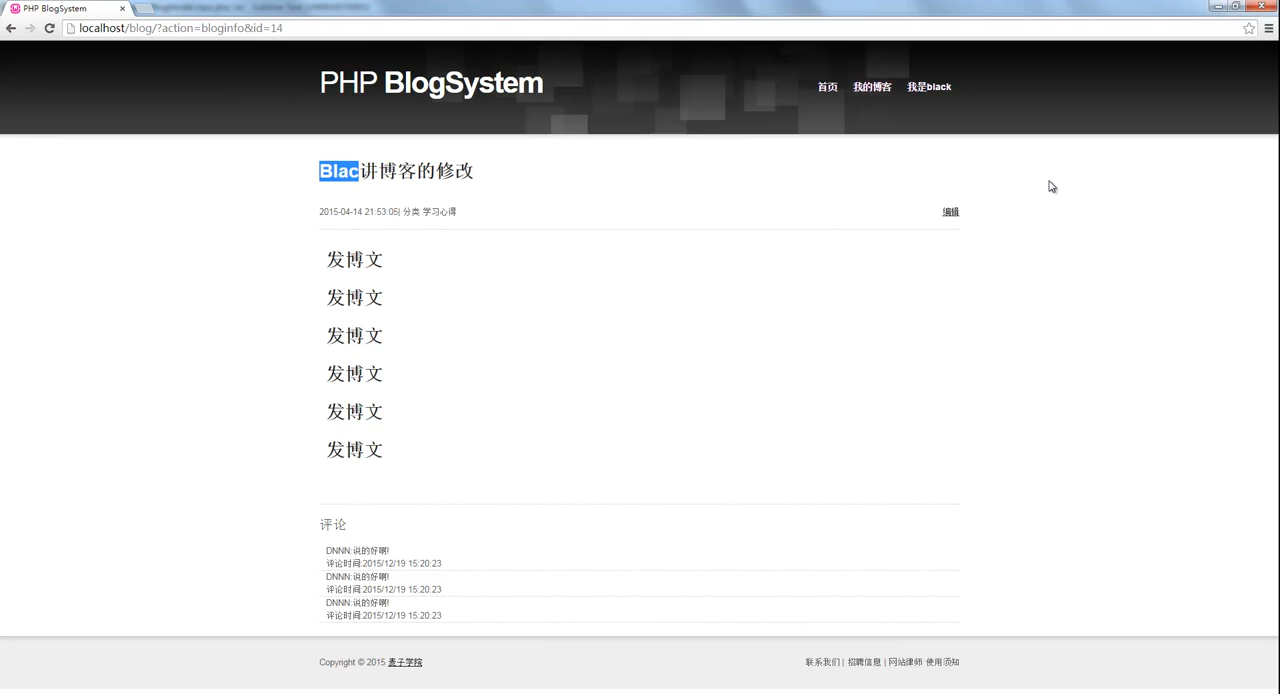 PHP BlogSystem
localhost/blog/?action=bloginfo&id=14
PHP BlogSystem
首页 我的博客 我是black
Blac讲博客的修改
2015-04-14 21:53:05| 分类 学习心得 编辑
发博文
发博文
发博文
发博文
发博文
发博文
评论
DNNN:说的好啊!
评论时间:2015/12/19 15:20:23
DNNN:说的好啊!
评论时间:2015/12/19 15:20:23
DNNN:说的好啊!
评论时间:2015/12/19 15:20:23
Copyright © 2015 麦子学院 联系我们 | 招聘信息 | 网站律师 使用须知